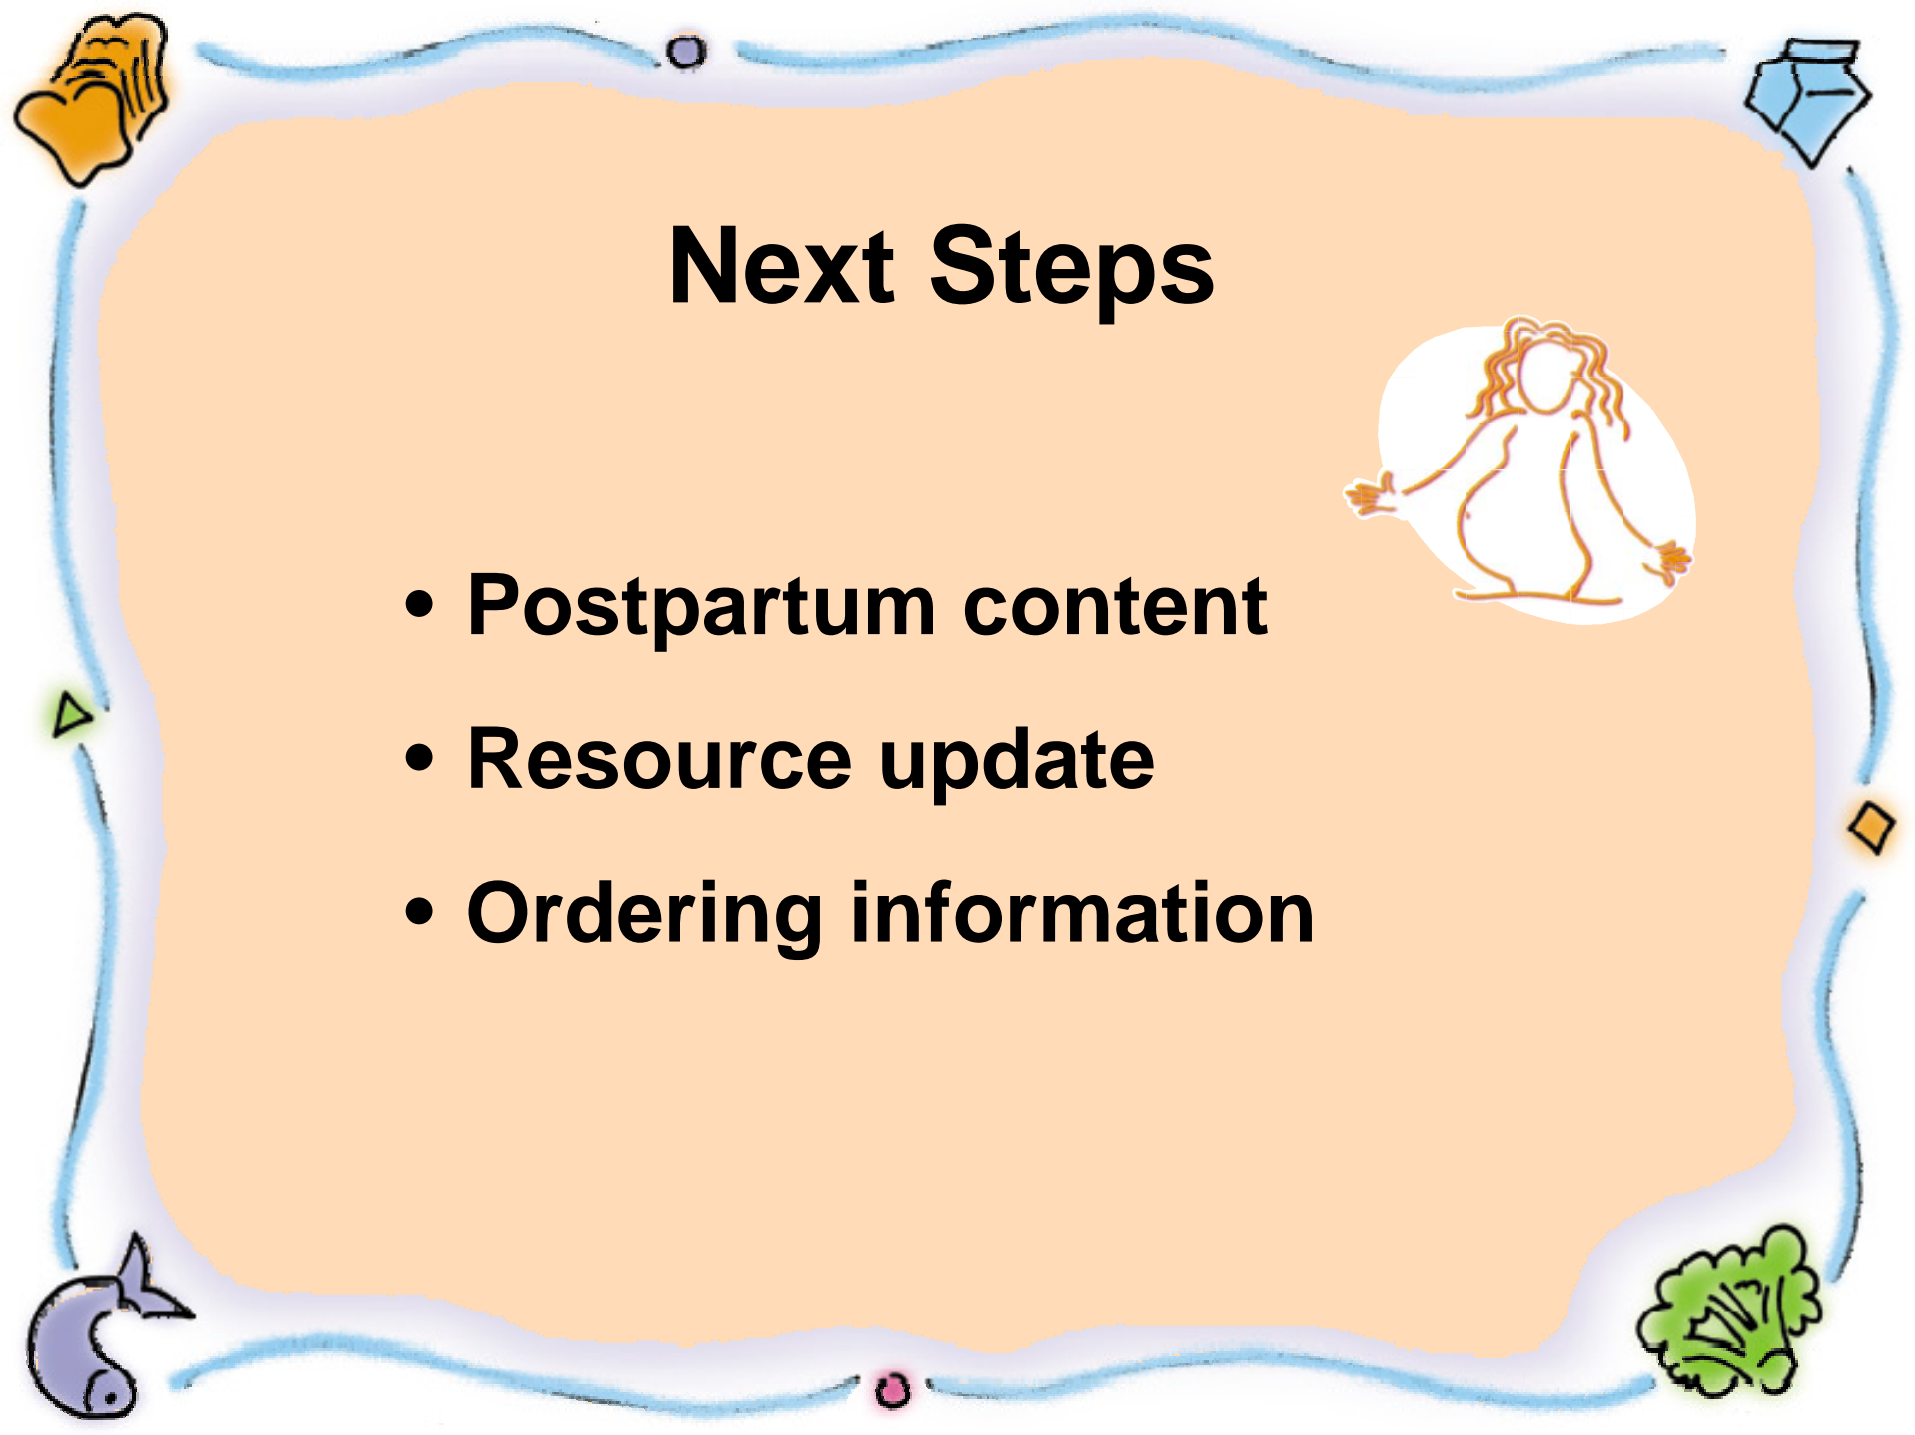 Next Steps
• Postpartum content
• Resource update
• Ordering information